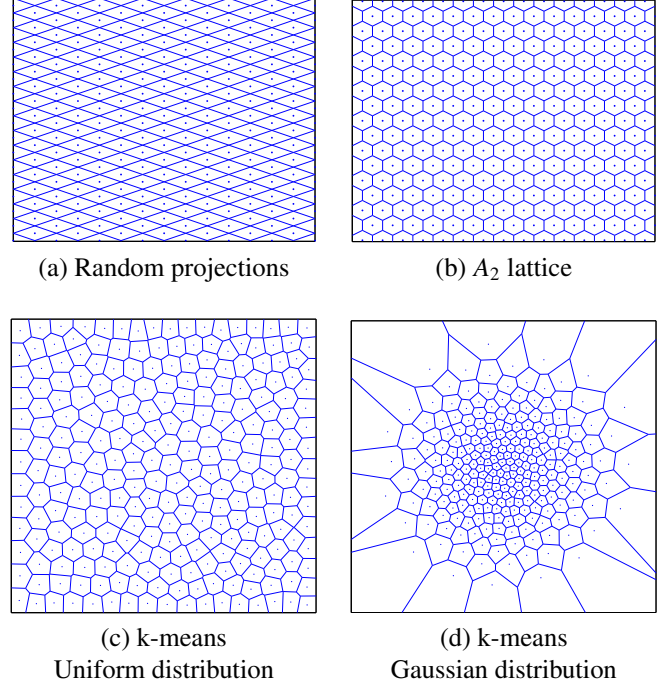 (a) Random projections
(b) A₂ lattice
(c) k-means
Uniform distribution
(d) k-means
Gaussian distribution